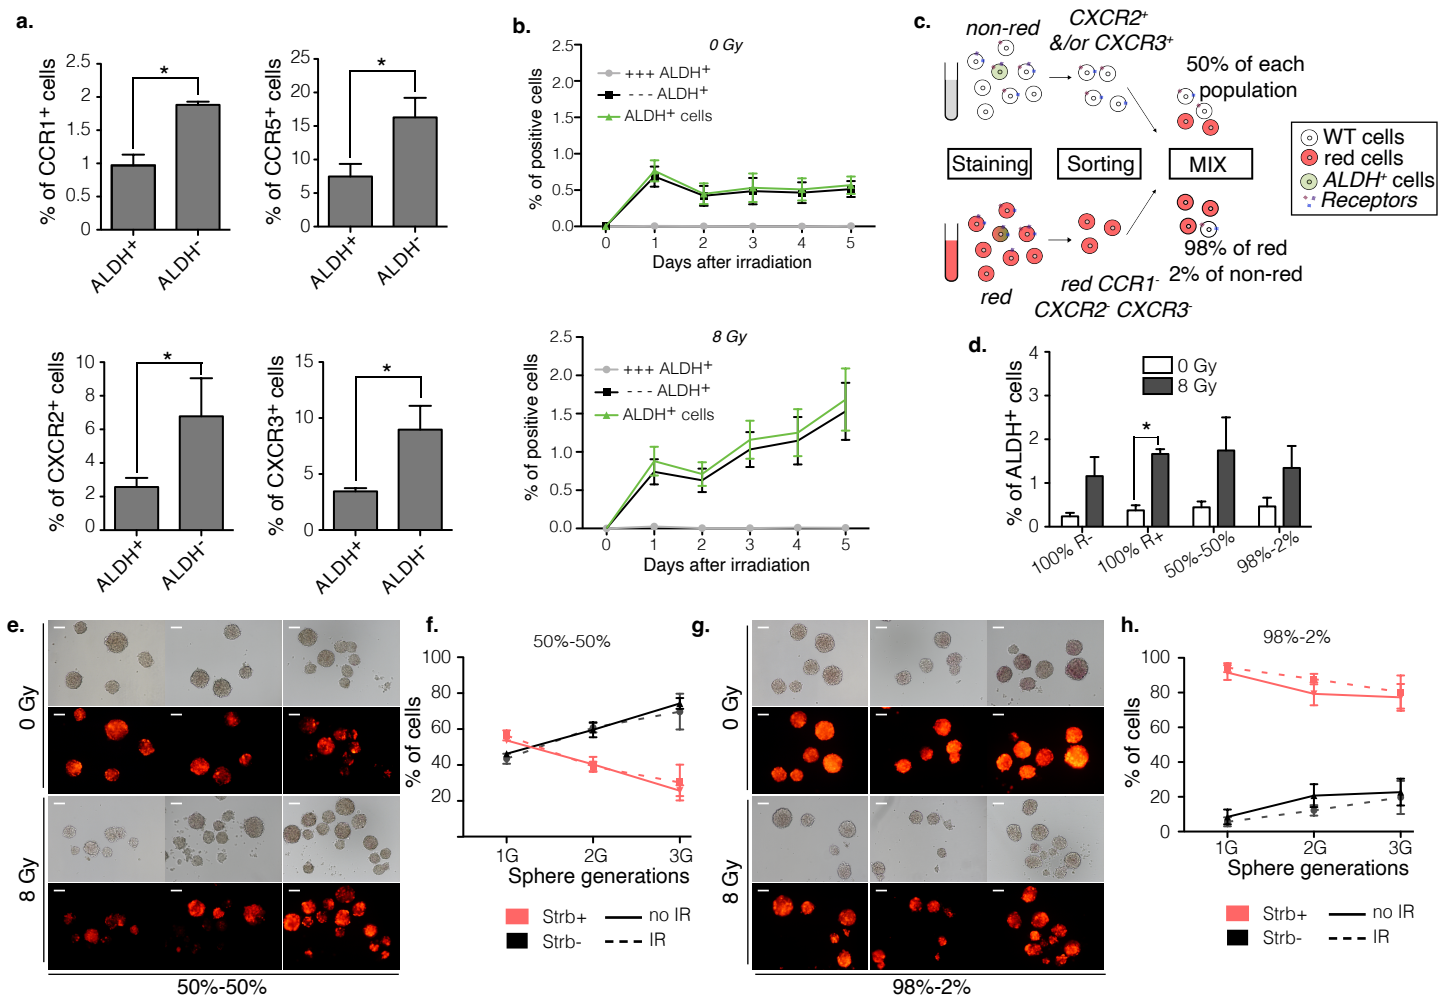 a.
% of CCR1+ cells
2.5
2
1.5
1
0.5
0
*
ALDH+
ALDH-
% of CCR5+ cells
25
20
15
10
5
0
*
ALDH+
ALDH-
% of CXCR2+ cells
10
8
6
4
2
0
*
ALDH+
ALDH-
% of CXCR3+ cells
15
10
5
0
*
ALDH+
ALDH-
b.
0 Gy
% of positive cells
2.5
2.0
1.5
1.0
0.5
0.0
+++ ALDH+
- - - ALDH+
ALDH+ cells
0 1 2 3 4 5
Days after irradiation
8 Gy
% of positive cells
2.5
2.0
1.5
1.0
0.5
0.0
+++ ALDH+
- - - ALDH+
ALDH+ cells
0 1 2 3 4 5
Days after irradiation
c.
non-red
CXCR2+
&/or CXCR3+
50% of each
population
Staining
Sorting
MIX
red
red CCR1-
CXCR2- CXCR3-
98% of red
2% of non-red
WT cells
red cells
ALDH+ cells
Receptors
d.
% of ALDH+ cells
4
3
2
1
0
0 Gy
8 Gy
*
100% R-
100% R+
50%-50%
98%-2%
e.
0 Gy
8 Gy
50%-50%
f.
50%-50%
% of cells
100
80
60
40
20
1G 2G 3G
Sphere generations
Strb+
no IR
Strb-
IR
g.
0 Gy
8 Gy
98%-2%
h.
98%-2%
% of cells
100
80
60
40
20
0
1G 2G 3G
Sphere generations
Strb+
no IR
Strb-
IR